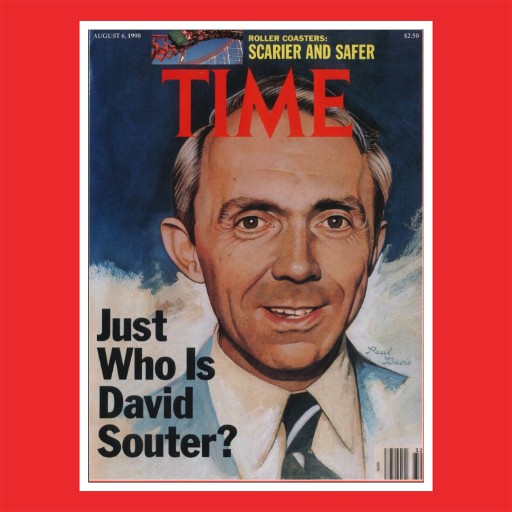 AUGUST 6, 1990
ROLLER COASTERS:
SCARIER AND SAFER
$2.50
TIME
Just
Who Is
David
Souter?
Paul
Davis